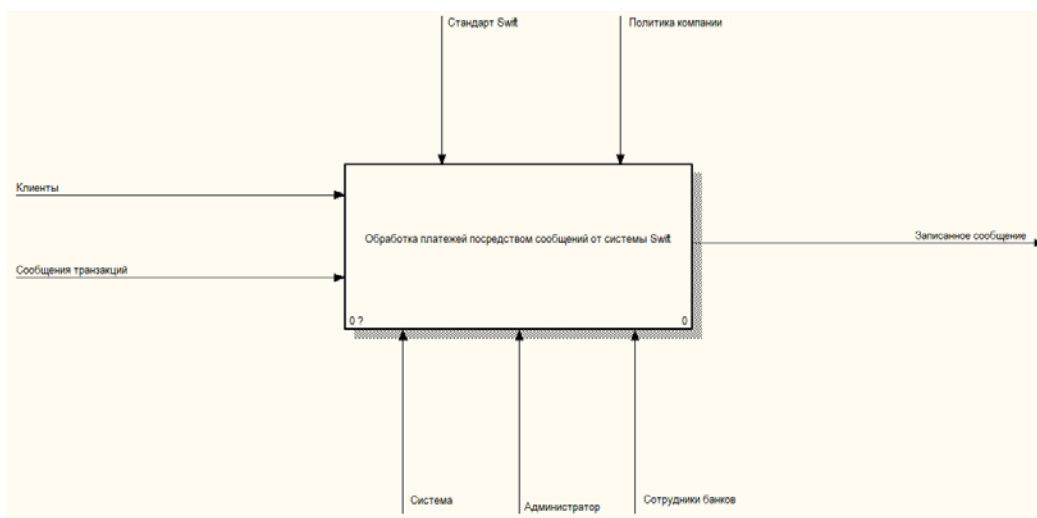 Стандарт Swift
Политика компании
Клиенты
Обработка платежей посредством сообщений от системы Swift
Записанное сообщение
Сообщения транзакций
0 ?
0
Система
Администратор
Сотрудники банков